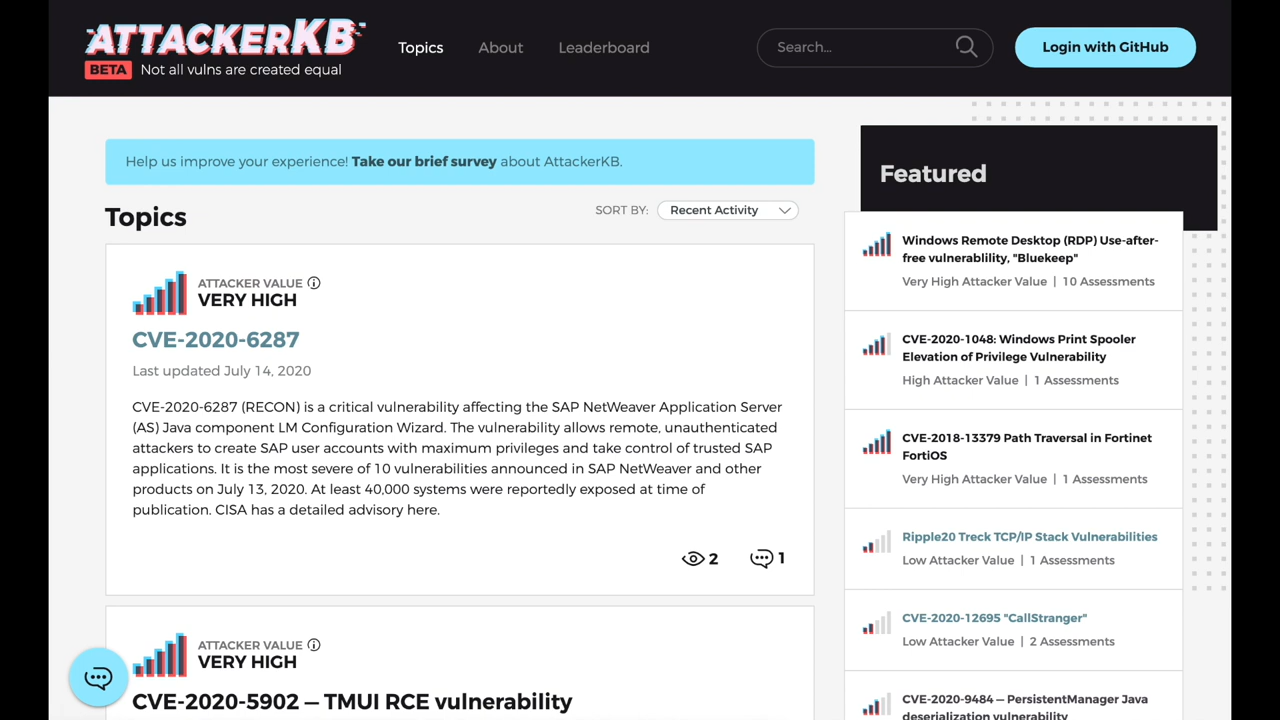 ATTACKERKB
BETA Not all vulns are created equal
Topics About Leaderboard
Search...
Login with GitHub
Help us improve your experience! Take our brief survey about AttackerKB.
Topics
SORT BY: Recent Activity
ATTACKER VALUE
VERY HIGH
CVE-2020-6287
Last updated July 14, 2020
CVE-2020-6287 (RECON) is a critical vulnerability affecting the SAP NetWeaver Application Server
(AS) Java component LM Configuration Wizard. The vulnerability allows remote, unauthenticated
attackers to create SAP user accounts with maximum privileges and take control of trusted SAP
applications. It is the most severe of 10 vulnerabilities announced in SAP NetWeaver and other
products on July 13, 2020. At least 40,000 systems were reportedly exposed at time of
publication. CISA has a detailed advisory here.
2 1
ATTACKER VALUE
VERY HIGH
CVE-2020-5902 — TMUI RCE vulnerability
Featured
Windows Remote Desktop (RDP) Use-after-
free vulnerablility, "Bluekeep"
Very High Attacker Value | 10 Assessments
CVE-2020-1048: Windows Print Spooler
Elevation of Privilege Vulnerability
High Attacker Value | 1 Assessments
CVE-2018-13379 Path Traversal in Fortinet
FortiOS
Very High Attacker Value | 1 Assessments
Ripple20 Treck TCP/IP Stack Vulnerabilities
Low Attacker Value | 1 Assessments
CVE-2020-12695 "CallStranger"
Low Attacker Value | 2 Assessments
CVE-2020-9484 — PersistentManager Java
deserialization vulnerability